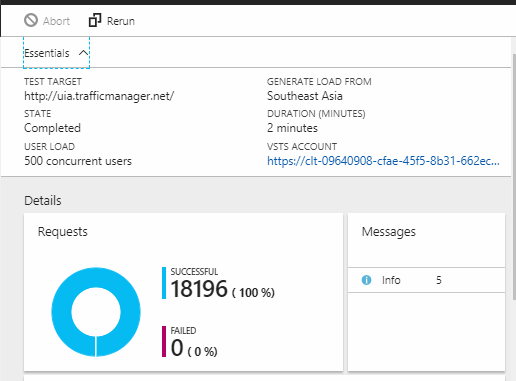 Abort Rerun
Essentials
TEST TARGET GENERATE LOAD FROM
http://uia.trafficmanager.net/ Southeast Asia
STATE DURATION (MINUTES)
Completed 2 minutes
USER LOAD VSTS ACCOUNT
500 concurrent users https://clt-09640908-cfae-45f5-8b31-662ec...
Details
Requests Messages
SUCCESSFUL
18196 ( 100 %)
Info 5
FAILED
0 ( 0 %)